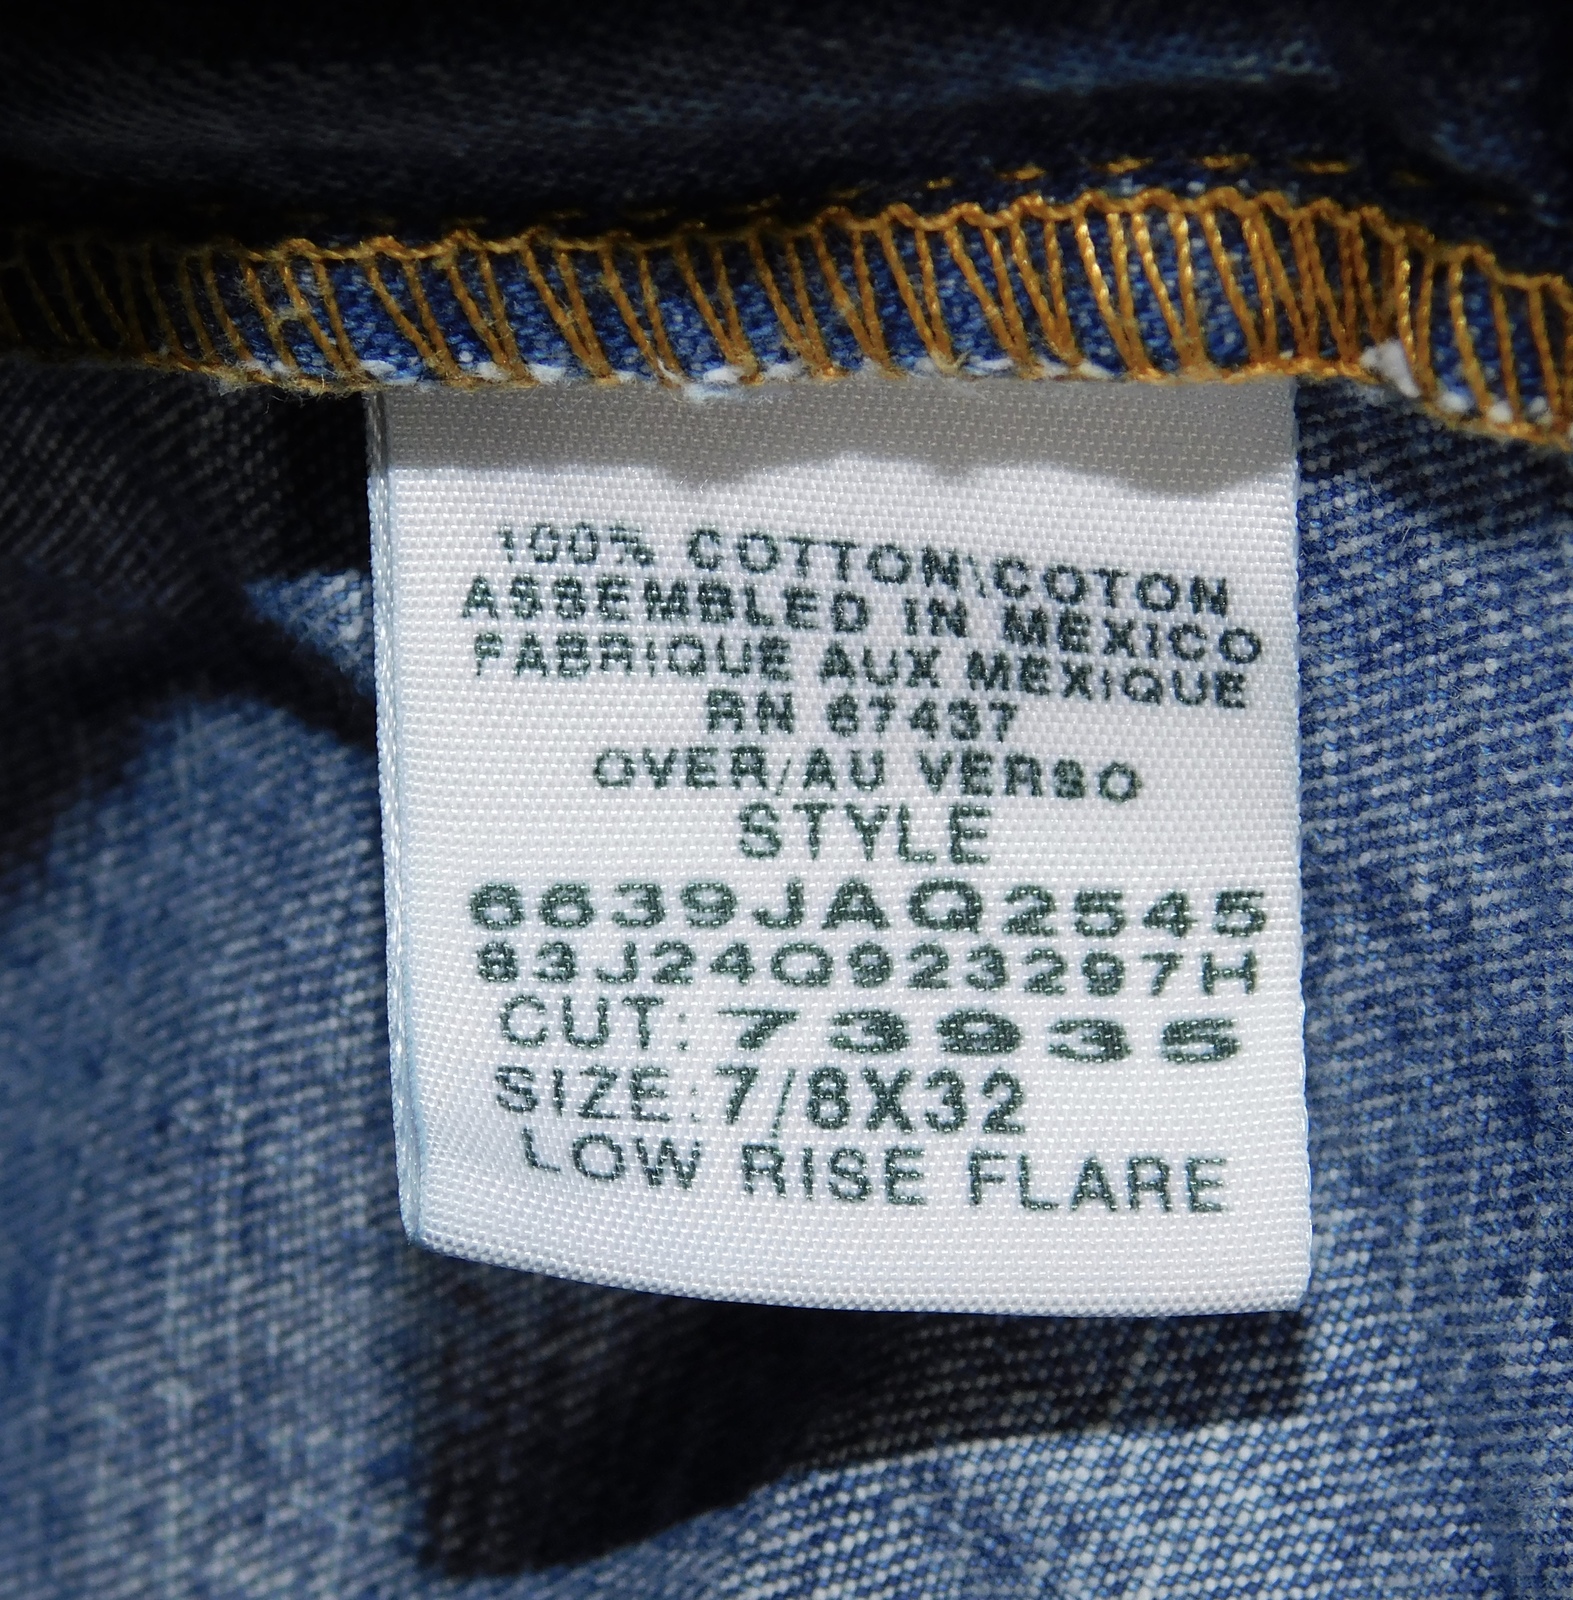 100% COTTON\COTON
ASSEMBLED IN MEXICO
FABRIQUE AUX MEXIQUE
RN 67437
OVER/AU VERSO
STYLE
6639JAQ2545
83J24Q923297H
CUT: 73935
SIZE: 7/8X32
LOW RISE FLARE